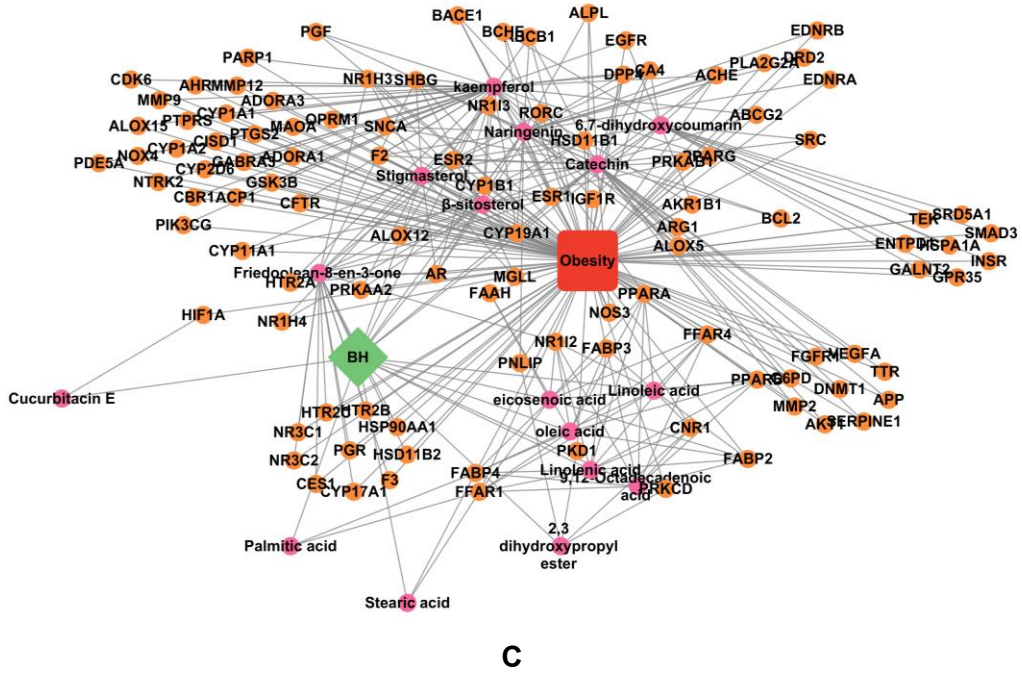 BACE1
ALPL
BCHE
ABCB1
PGF
EGFR
EDNRB
PARP1
DRD2
PLA2G2A
CDK6
AHR
MMP12
NR1H3
SHBG
kaempferol
DPP4
CA4
ACHE
EDNRA
MMP9
ADORA3
NR1I3
RORC
ABCG2
PTPRS
CYP1A1
OPRM1
ALOX15
MAOA
SNCA
Naringenin
6,7-dihydroxycoumarin
PTGS2
CISD1
HSD11B1
SRC
NOX4
CYP1A2
ADORA1
F2
ESR2
Catechin
PRKAB1
PPARG
PDE5A
CYP2D6
GABRA5
Stigmasterol
NTRK2
GSK3B
CYP1B1
CBR1
ACP1
CFTR
β-sitosterol
ESR1
IGF1R
AKR1B1
PIK3CG
ARG1
BCL2
TEK
SRD5A1
CYP11A1
ALOX12
CYP19A1
ALOX5
SMAD3
ENTPD1
HSPA1A
Obesity
INSR
Friedoolean-8-en-3-one
AR
MGLL
GALNT2
GPR35
HTR2A
PRKAA2
FAAH
PPARA
HIF1A
NR1H4
NOS3
FFAR4
NR1I2
FABP3
BH
PNLIP
FGFR1
VEGFA
TTR
PPARD
G6PD
Cucurbitacin E
eicosenoic acid
Linoleic acid
DNMT1
APP
HTR2C
HTR2B
MMP2
AKT1
SERPINE1
NR3C1
HSP90AA1
oleic acid
CNR1
PGR
HSD11B2
PKD1
NR3C2
FABP4
Linolenic acid
FABP2
CES1
F3
9,12-Octadecadenoic
acid
CYP17A1
FFAR1
PRKCD
Palmitic acid
2,3
dihydroxypropyl
ester
Stearic acid
C